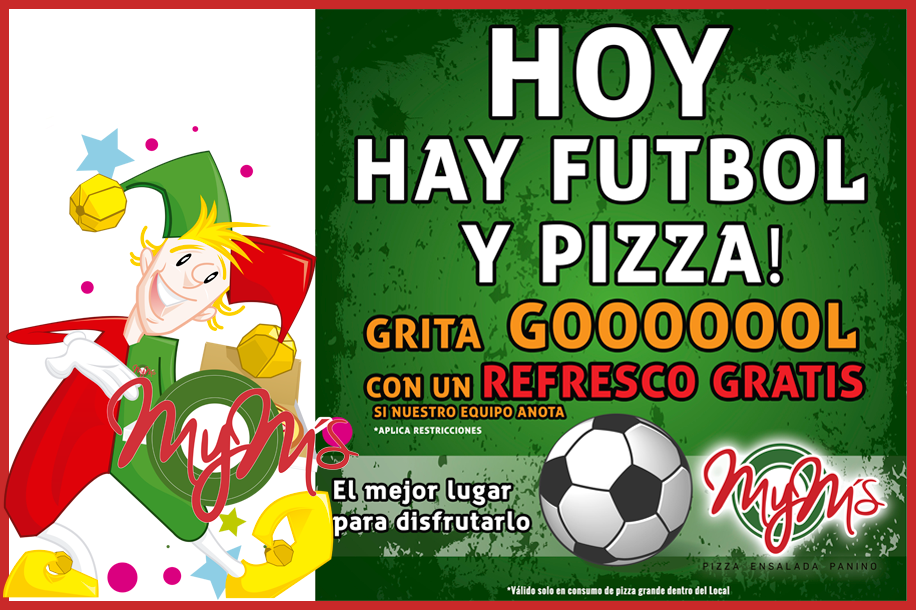 HOY
HAY FUTBOL
Y PIZZA!
GRITA GOOOOOOOL
CON UN REFRESCO GRATIS
SI NUESTRO EQUIPO ANOTA
*APLICA RESTRICCIONES
MyM's
El mejor lugar
para disfrutarlo
MyM's
PIZZA ENSALADA PANINO
*Válido solo en consumo de pizza grande dentro del Local